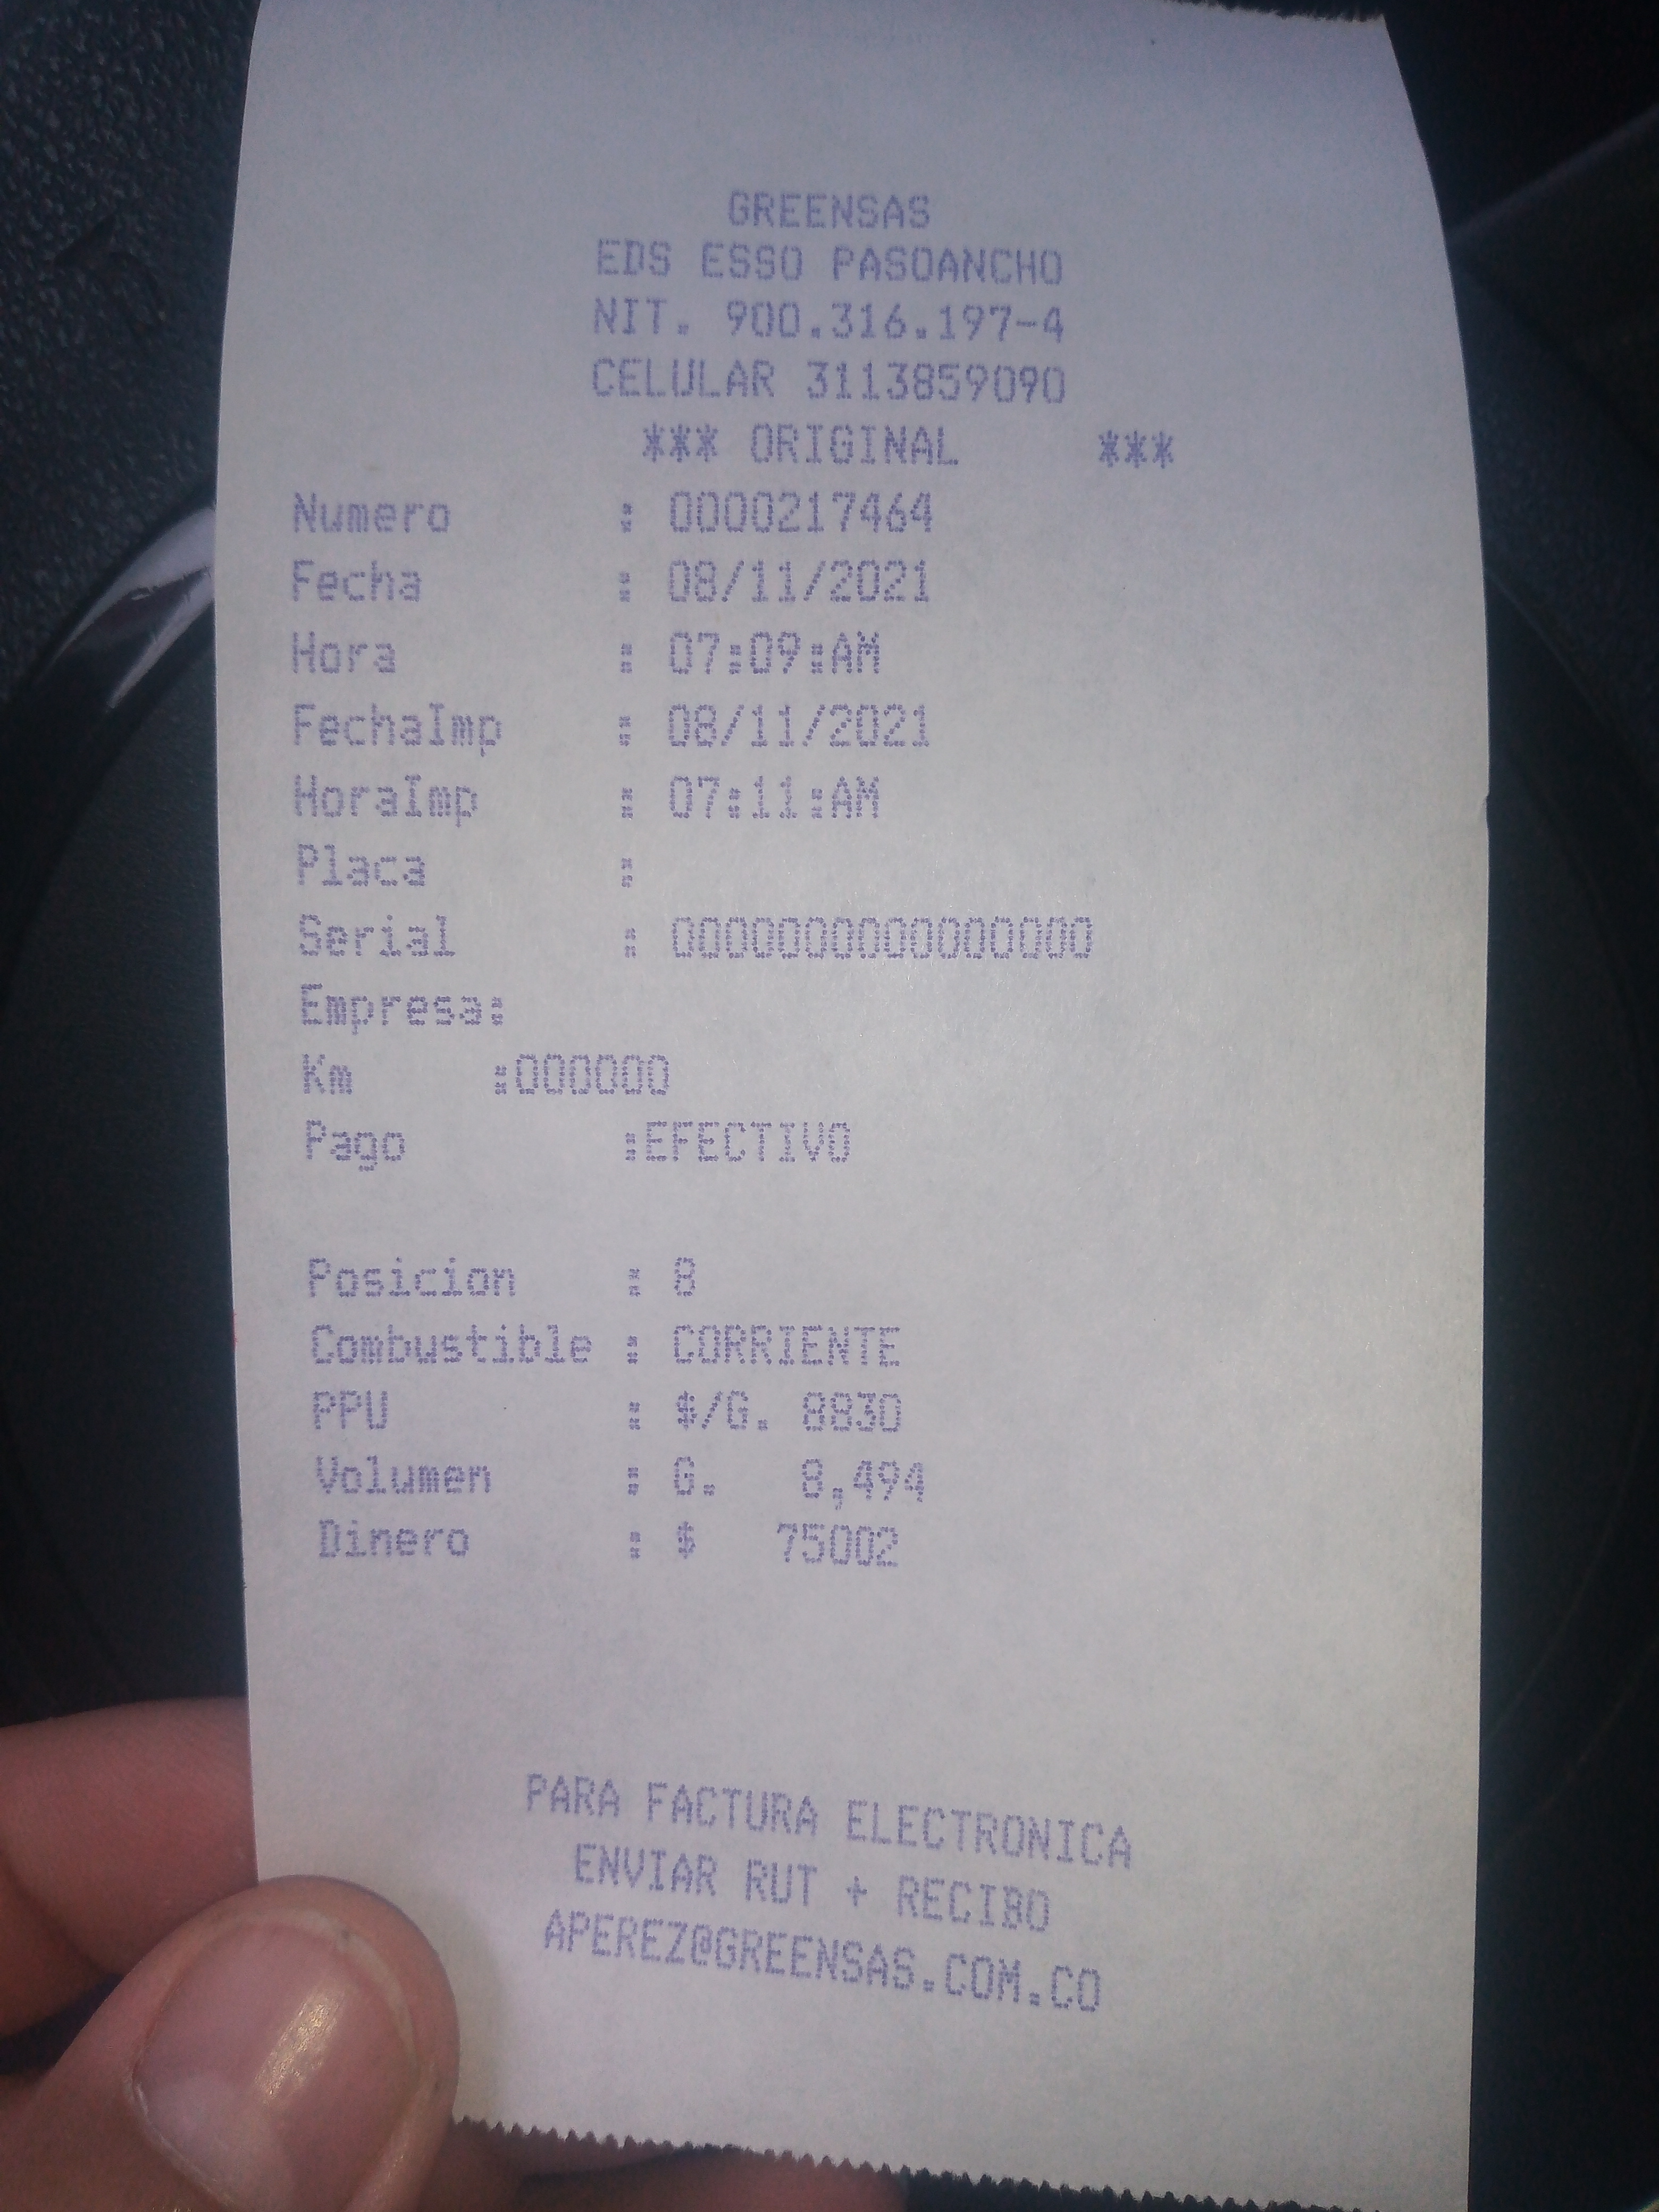 GREENSAS
EDS ESSO PASOANCHO
NIT. 900.316.197-4
CELULAR 3113859090
*** ORIGINAL ***
Numero : 0000217464
Fecha : 08/11/2021
Hora : 07:09:AM
FechaImp : 08/11/2021
HoraImp : 07:11:AM
Placa :
Serial : 0000000000000000
Empresa:
Km :000000
Pago :EFECTIVO
Posicion : 8
Combustible : CORRIENTE
PPU : $/G. 8830
Volumen : G. 8,494
Dinero : $ 75002
PARA FACTURA ELECTRONICA
ENVIAR RUT + RECIBO
APEREZ@GREENSAS.COM.CO